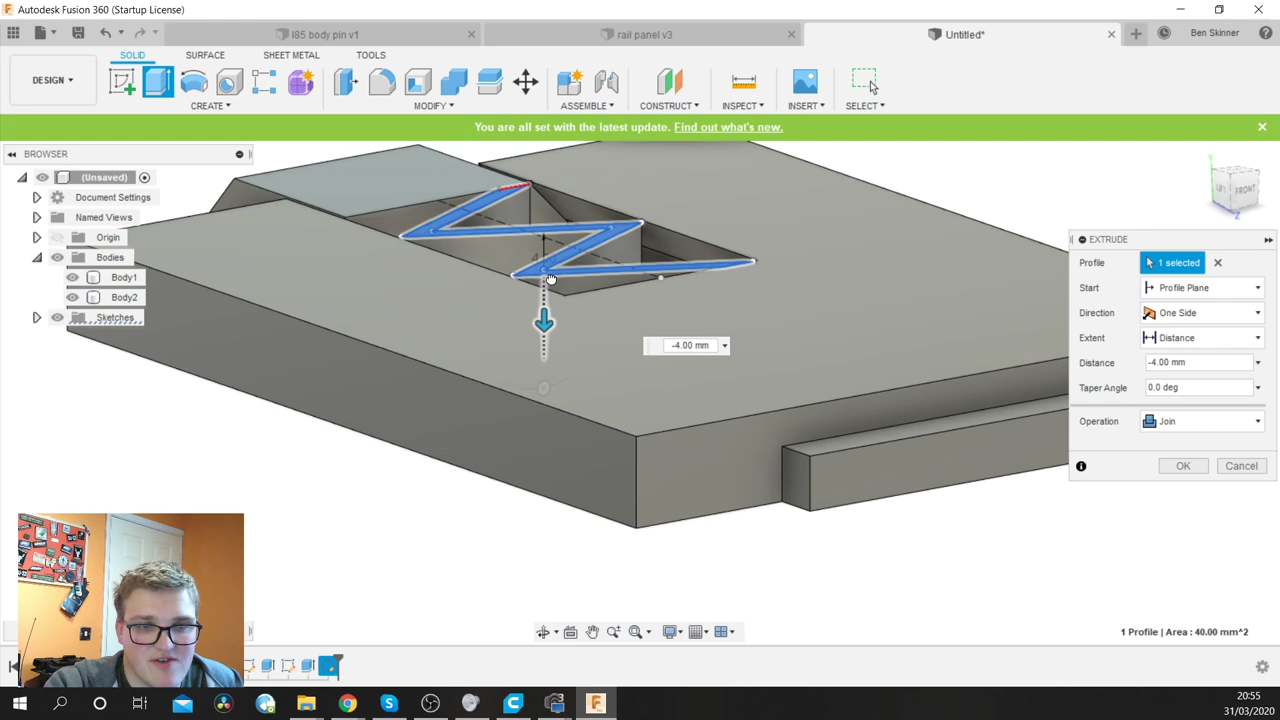 Autodesk Fusion 360 (Startup License)
I85 body pin v1
rail panel v3
Untitled*
Ben Skinner
DESIGN
SOLID
SURFACE
SHEET METAL
TOOLS
CREATE
MODIFY
ASSEMBLE
CONSTRUCT
INSPECT
INSERT
SELECT
You are all set with the latest update. Find out what's new.
BROWSER
(Unsaved)
Document Settings
Named Views
Origin
Bodies
Body1
Body2
Sketches
FRONT
EXTRUDE
Profile
1 selected
Start
Profile Plane
Direction
One Side
Extent
Distance
Distance
-4.00 mm
Taper Angle
0.0 deg
Operation
Join
OK
Cancel
-4.00 mm
1 Profile | Area : 40.00 mm^2
20:55
31/03/2020